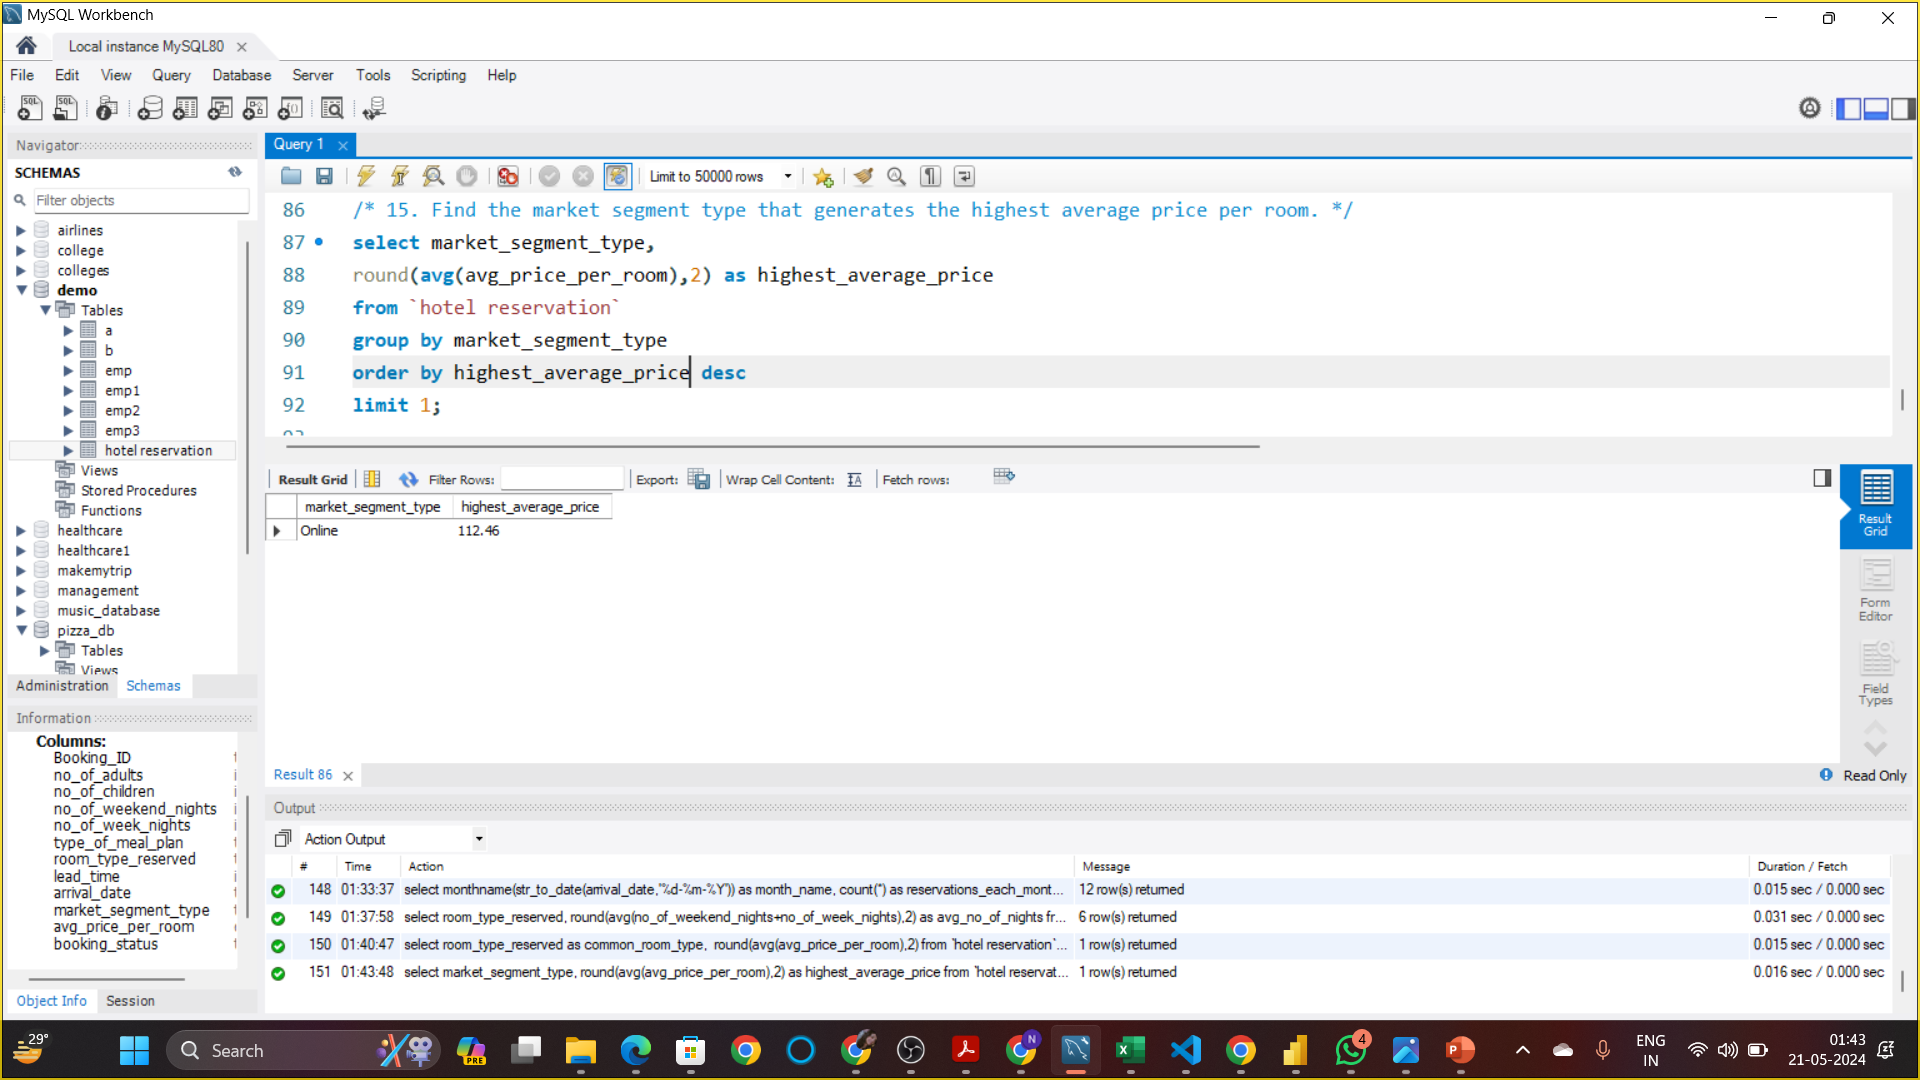 MySQL Workbench
Local instance MySQL80
File Edit View Query Database Server Tools Scripting Help
Navigator
SCHEMAS
Filter objects
airlines
college
colleges
demo
Tables
a
b
emp
emp1
emp2
emp3
hotel reservation
Views
Stored Procedures
Functions
healthcare
healthcare1
makemytrip
management
music_database
pizza_db
Tables
Views
Administration Schemas
Information
Columns:
Booking_ID
no_of_adults
no_of_children
no_of_weekend_nights
no_of_week_nights
type_of_meal_plan
room_type_reserved
lead_time
arrival_date
market_segment_type
avg_price_per_room
booking_status
Object Info Session
Query 1
Limit to 50000 rows
86 /* 15. Find the market segment type that generates the highest average price per room. */
87 select market_segment_type,
88 round(avg(avg_price_per_room),2) as highest_average_price
89 from `hotel reservation`
90 group by market_segment_type
91 order by highest_average_price desc
92 limit 1;
Result Grid Filter Rows: Export: Wrap Cell Content: Fetch rows:
market_segment_type highest_average_price
Online 112.46
Result Grid
Form Editor
Field Types
Result 86
Read Only
Output
Action Output
# Time Action Message Duration / Fetch
148 01:33:37 select monthname(str_to_date(arrival_date,"%d-%m-%Y")) as month_name, count(*) as reservations_each_mont... 12 row(s) returned 0.015 sec / 0.000 sec
149 01:37:58 select room_type_reserved, round(avg(no_of_weekend_nights+no_of_week_nights),2) as avg_no_of_nights fr... 6 row(s) returned 0.031 sec / 0.000 sec
150 01:40:47 select room_type_reserved as common_room_type, round(avg(avg_price_per_room),2) from `hotel reservation`... 1 row(s) returned 0.015 sec / 0.000 sec
151 01:43:48 select market_segment_type, round(avg(avg_price_per_room),2) as highest_average_price from `hotel reservat... 1 row(s) returned 0.016 sec / 0.000 sec
29°
Search
PRE
N
4
ENG
IN
01:43
21-05-2024